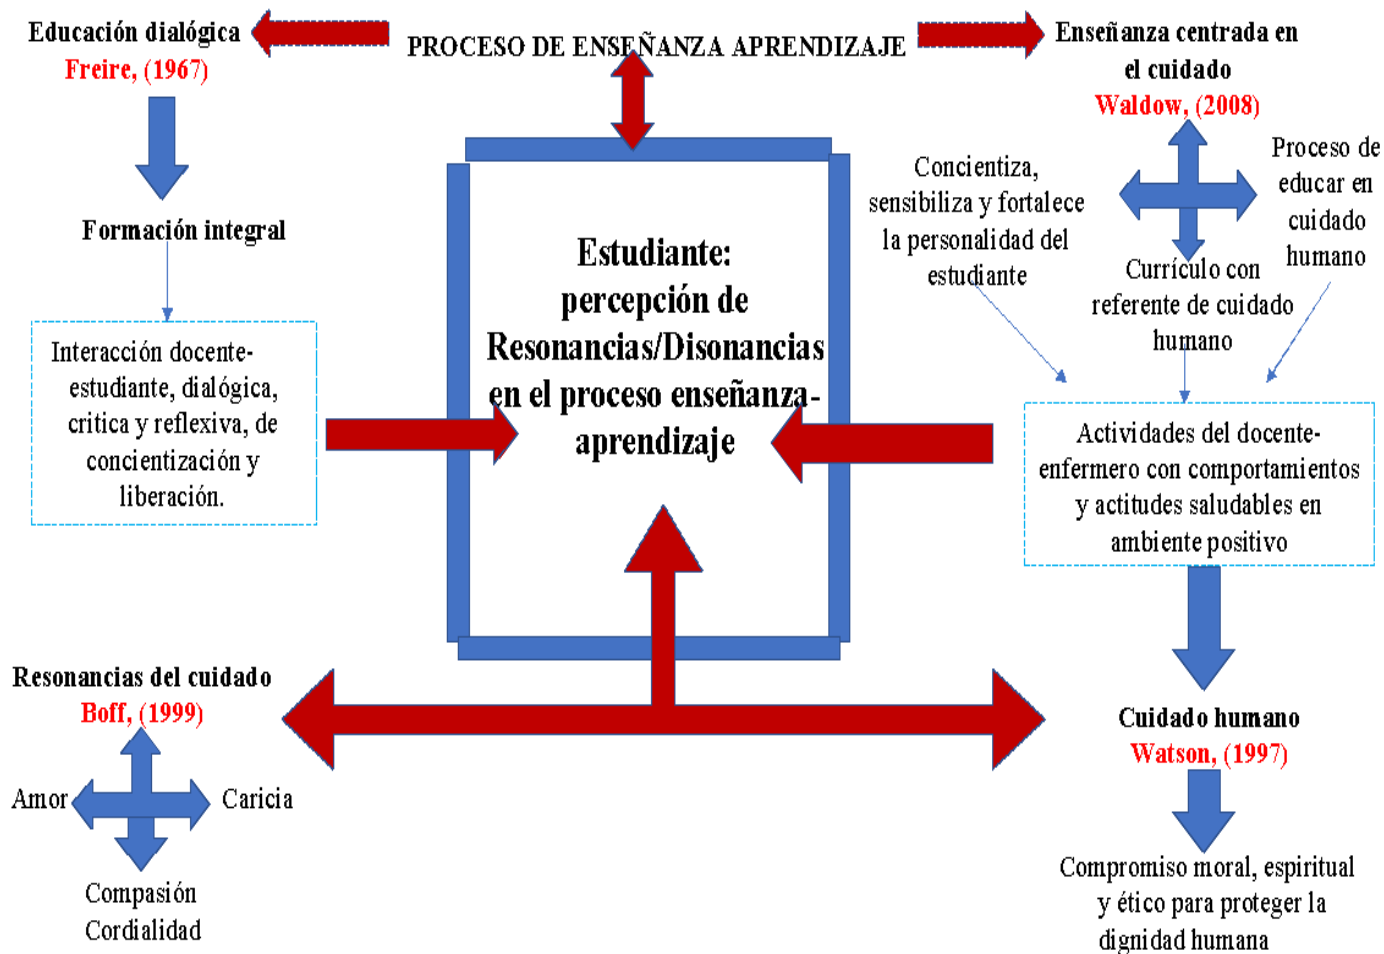 Educación dialógica
Freire, (1967)
PROCESO DE ENSEÑANZA APRENDIZAJE
Enseñanza centrada en
el cuidado
Waldow, (2008)
Formación integral
Interacción docente-
estudiante, dialógica,
critica y reflexiva, de
concientización y
liberación.
Estudiante:
percepción de
Resonancias/Disonancias
en el proceso enseñanza-
aprendizaje
Concientiza,
sensibiliza y fortalece
la personalidad del
estudiante
Proceso de
educar en
cuidado
humano
Currículo con
referente de cuidado
humano
Actividades del docente-
enfermero con comportamientos
y actitudes saludables en
ambiente positivo
Resonancias del cuidado
Boff, (1999)
Amor
Caricia
Compasión
Cordialidad
Cuidado humano
Watson, (1997)
Compromiso moral, espiritual
y ético para proteger la
dignidad humana